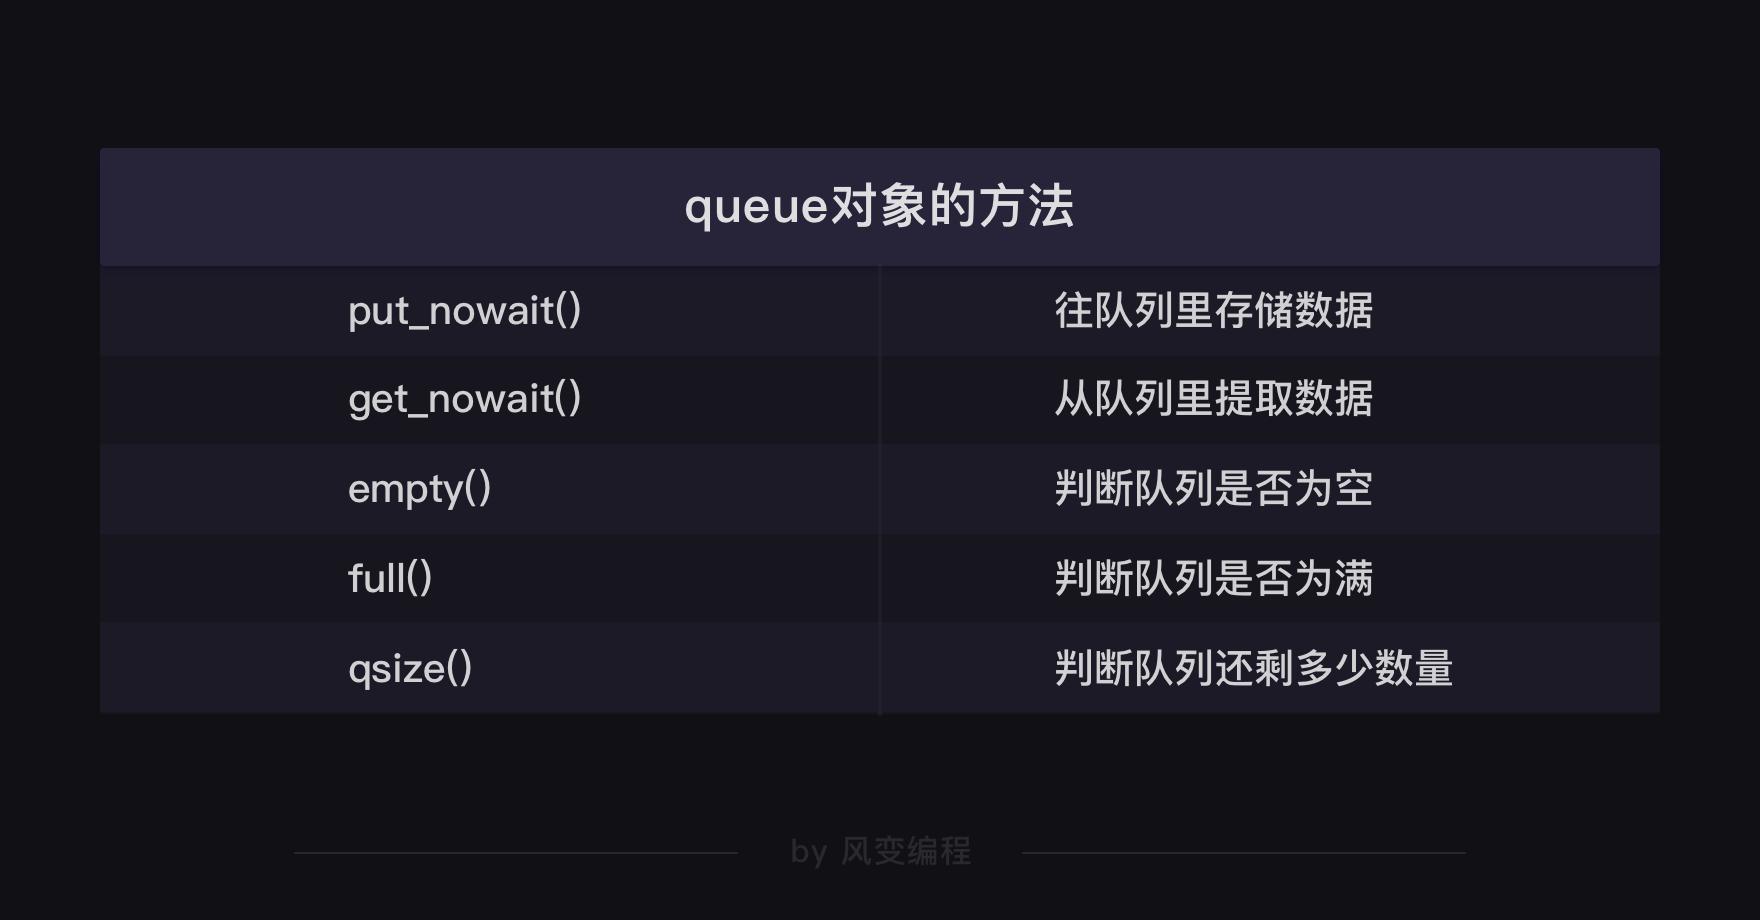 queue对象的方法
put_nowait() 往队列里存储数据
get_nowait() 从队列里提取数据
empty() 判断队列是否为空
full() 判断队列是否为满
qsize() 判断队列还剩多少数量
by 风变编程